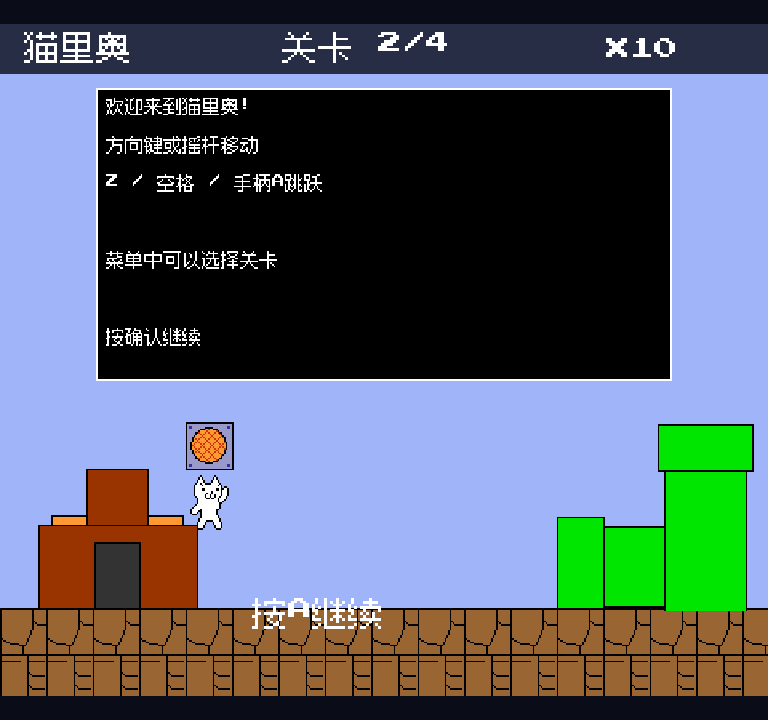 猫里奥 关卡 2/4 ×10
欢迎来到猫里奥!
方向键或摇杆移动
Z / 空格 / 手柄A跳跃
菜单中可以选择关卡
按确认继续
按A继续